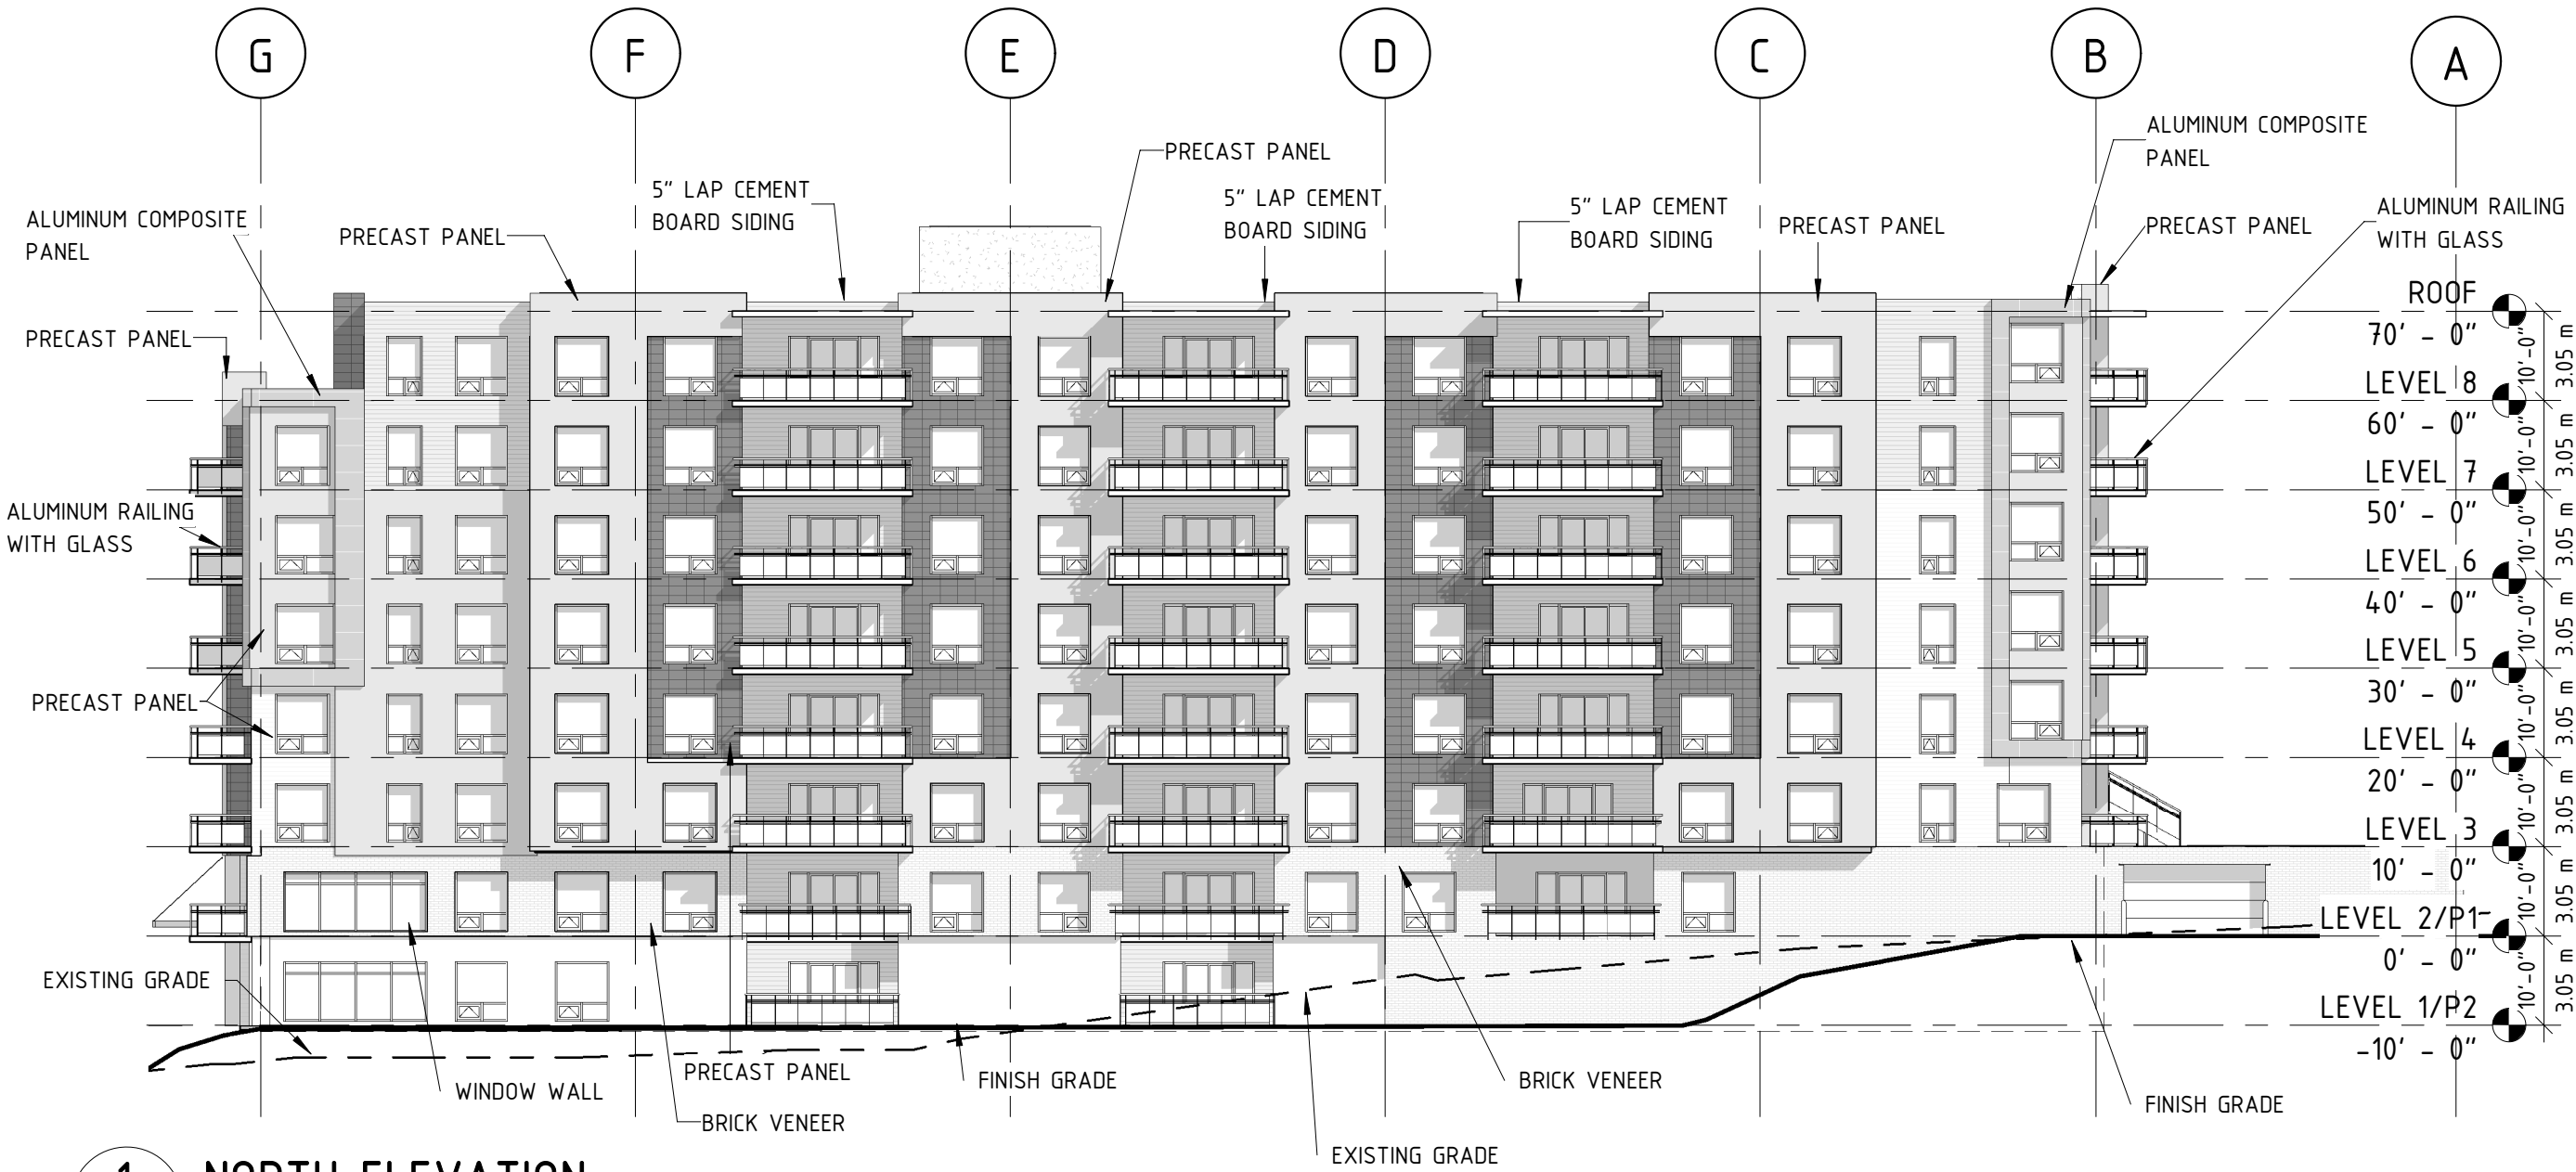 G
F
E
D
C
B
A
ALUMINUM COMPOSITE
PANEL
PRECAST PANEL
5" LAP CEMENT
BOARD SIDING
PRECAST PANEL
5" LAP CEMENT
BOARD SIDING
5" LAP CEMENT
BOARD SIDING
PRECAST PANEL
ALUMINUM COMPOSITE
PANEL
PRECAST PANEL
ALUMINUM RAILING
WITH GLASS
PRECAST PANEL
ALUMINUM RAILING
WITH GLASS
PRECAST PANEL
EXISTING GRADE
ROOF
70' - 0"
10'-0"
3.05 m
LEVEL 8
60' - 0"
10'-0"
3.05 m
LEVEL 7
50' - 0"
10'-0"
3.05 m
LEVEL 6
40' - 0"
10'-0"
3.05 m
LEVEL 5
30' - 0"
10'-0"
3.05 m
LEVEL 4
20' - 0"
10'-0"
3.05 m
LEVEL 3
10' - 0"
10'-0"
3.05 m
LEVEL 2/P1
0' - 0"
10'-0"
3.05 m
LEVEL 1/P2
-10' - 0"
WINDOW WALL
PRECAST PANEL
BRICK VENEER
FINISH GRADE
EXISTING GRADE
BRICK VENEER
FINISH GRADE
1
NORTH ELEVATION